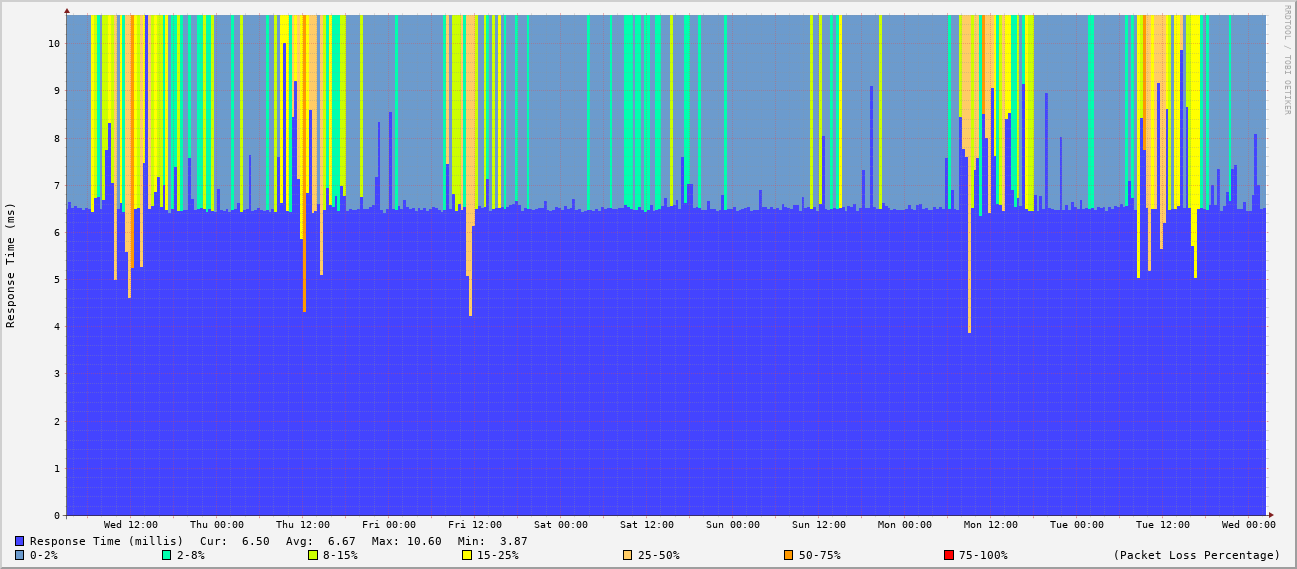 RRDTOOL / TOBI OETIKER
Response Time (ms)
10
9
8
7
6
5
4
3
2
1
0
Wed 12:00 Thu 00:00 Thu 12:00 Fri 00:00 Fri 12:00 Sat 00:00 Sat 12:00 Sun 00:00 Sun 12:00 Mon 00:00 Mon 12:00 Tue 00:00 Tue 12:00 Wed 00:00
Response Time (millis) Cur: 6.50 Avg: 6.67 Max: 10.60 Min: 3.87
0-2% 2-8% 8-15% 15-25% 25-50% 50-75% 75-100% (Packet Loss Percentage)